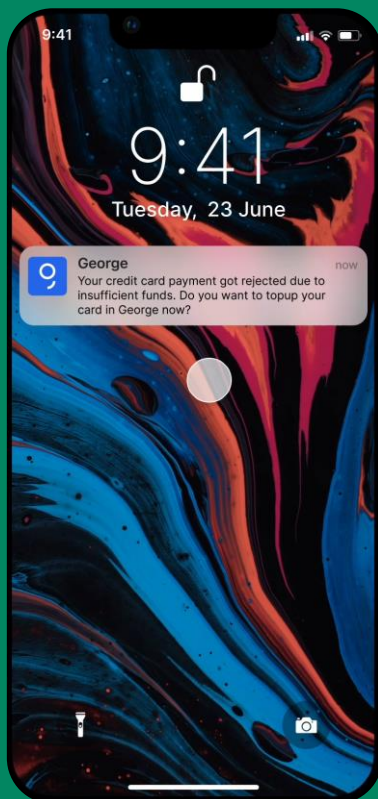 9:41
9:41
Tuesday, 23 June
George
now
Your credit card payment got rejected due to
insufficient funds. Do you want to topup your
card in George now?